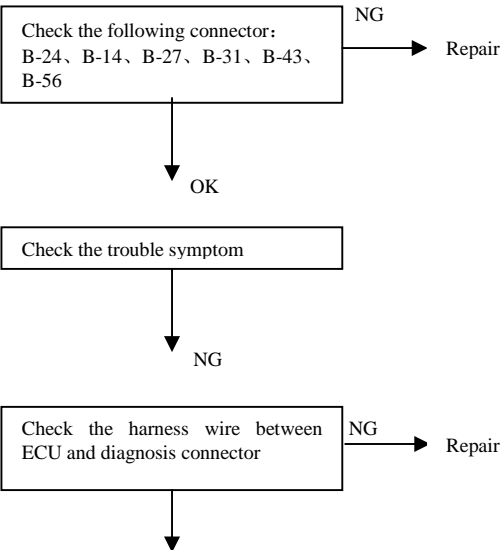 NG
Check the following connector：
B-24、B-14、B-27、B-31、B-43、
B-56
Repair
OK
Check the trouble symptom
NG
Check the harness wire between
ECU and diagnosis connector
NG
Repair